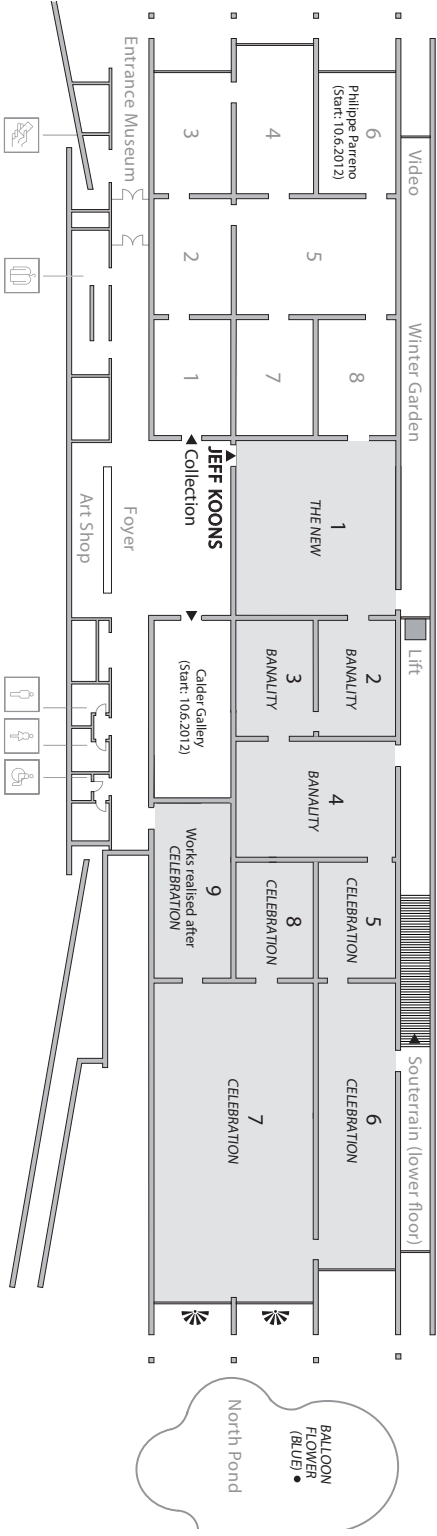 Entrance Museum
3
4
6
Philippe Parreno
(Start: 10.6.2012)
Video
2
5
1
7
8
Winter Garden
Collection
JEFF KOONS
Foyer
Art Shop
1
THE NEW
Lift
2
BANALITY
3
BANALITY
Calder Gallery
(Start: 10.6.2012)
4
BANALITY
5
CELEBRATION
8
CELEBRATION
9
Works realised after
CELEBRATION
6
CELEBRATION
7
CELEBRATION
Souterrain (lower floor)
BALLOON
FLOWER
(BLUE)
North Pond